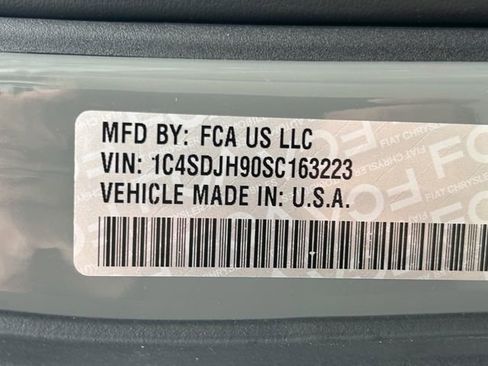 MFD BY: FCA US LLC
VIN: 1C4SDJH90SC163223
VEHICLE MADE IN: U.S.A.